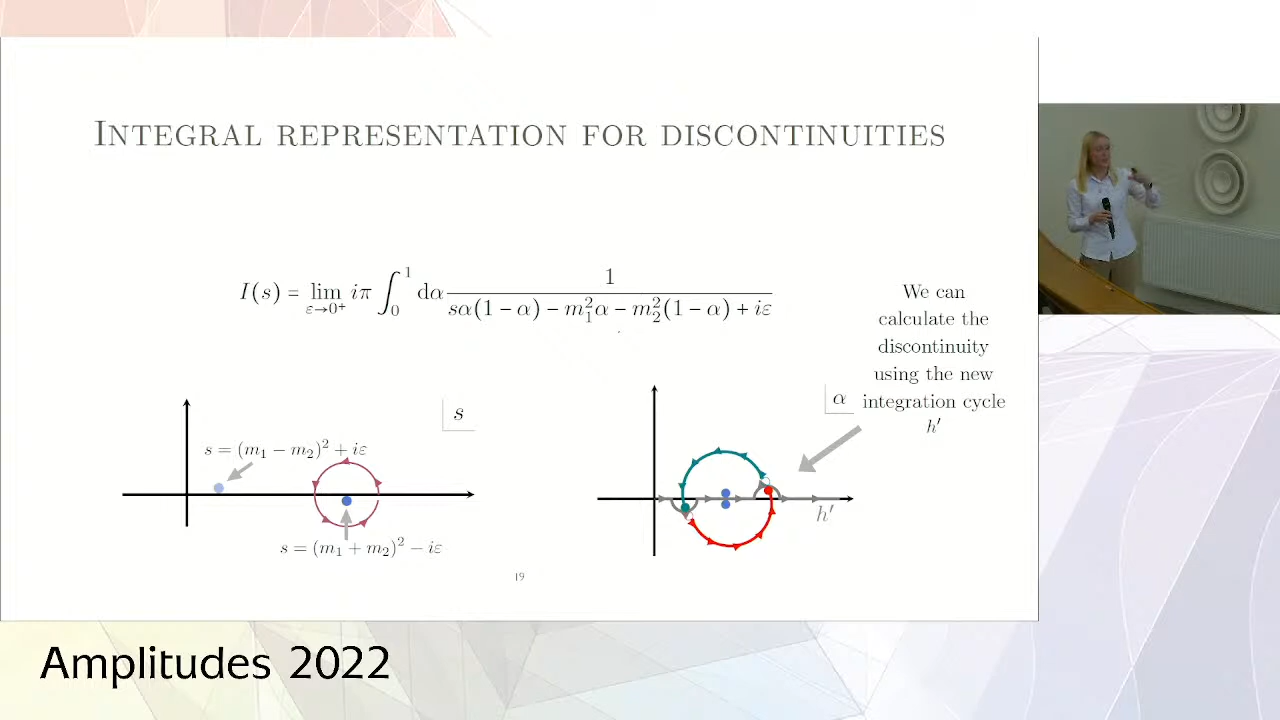 INTEGRAL REPRESENTATION FOR DISCONTINUITIES
I(s) = lim_{ε→0⁺} iπ ∫_0^1 dα 1 / (sα(1 − α) − m_1^2 α − m_2^2 (1 − α) + iε)
We can
calculate the
discontinuity
using the new
integration cycle
h′
s
s = (m_1 − m_2)^2 + iε
s = (m_1 + m_2)^2 − iε
α
h′
19
Amplitudes 2022